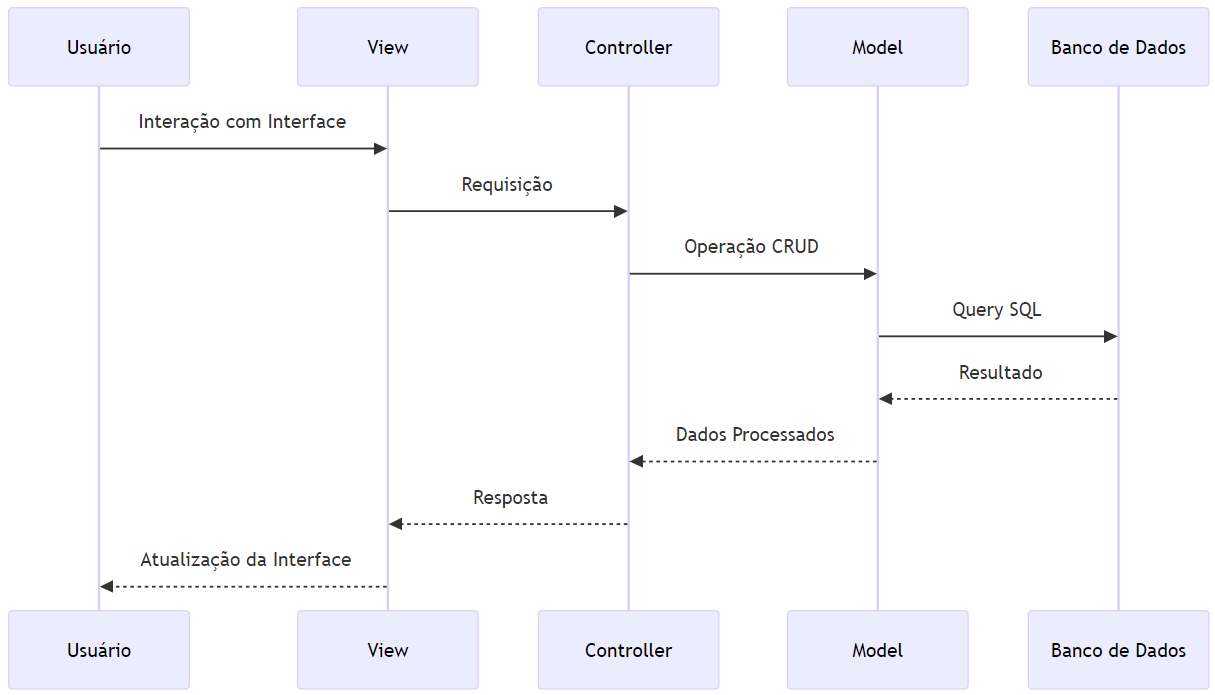 Usuário
View
Controller
Model
Banco de Dados
Interação com Interface
Requisição
Operação CRUD
Query SQL
Resultado
Dados Processados
Resposta
Atualização da Interface
Usuário
View
Controller
Model
Banco de Dados